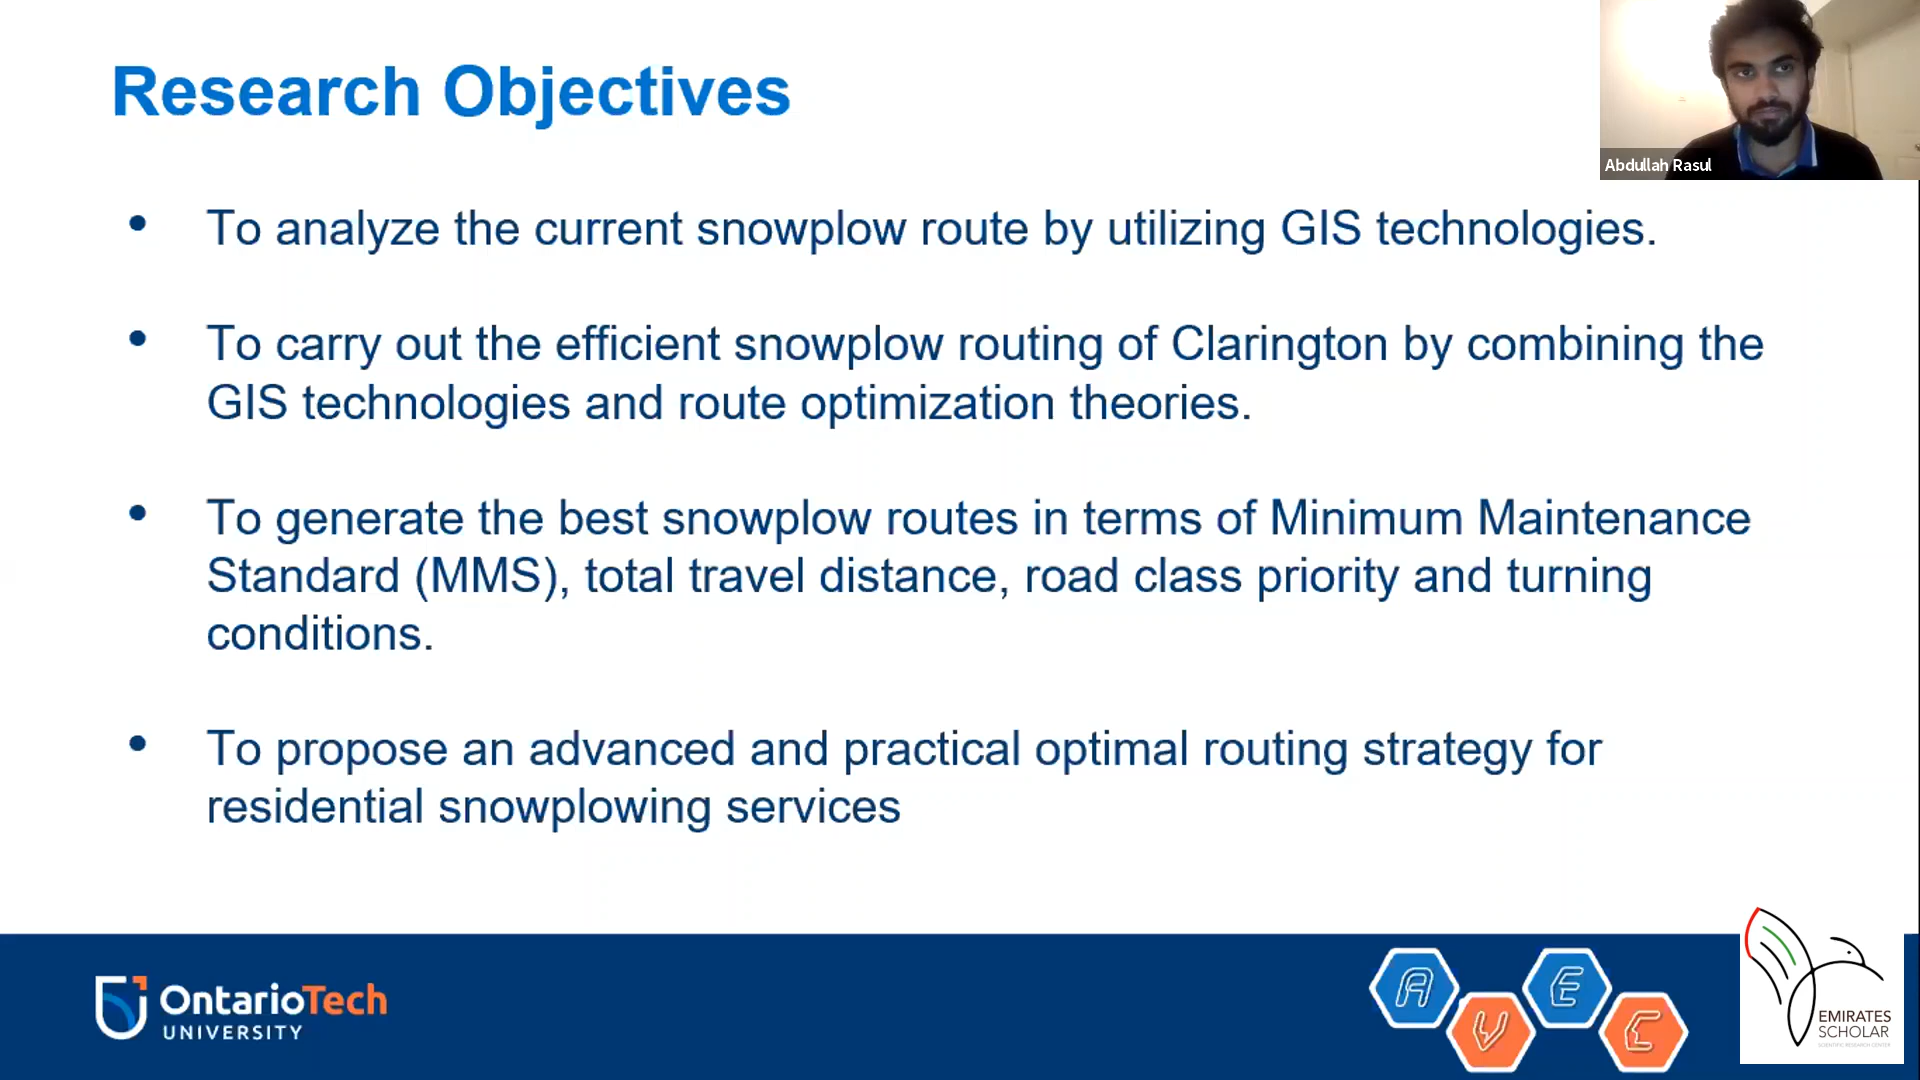 Research Objectives
Abdullah Rasul
• To analyze the current snowplow route by utilizing GIS technologies.
• To carry out the efficient snowplow routing of Clarington by combining the
GIS technologies and route optimization theories.
• To generate the best snowplow routes in terms of Minimum Maintenance
Standard (MMS), total travel distance, road class priority and turning
conditions.
• To propose an advanced and practical optimal routing strategy for
residential snowplowing services
OntarioTech
UNIVERSITY
A
V
E
C
EMIRATES
SCHOLAR
SCIENTIFIC RESEARCH CENTER